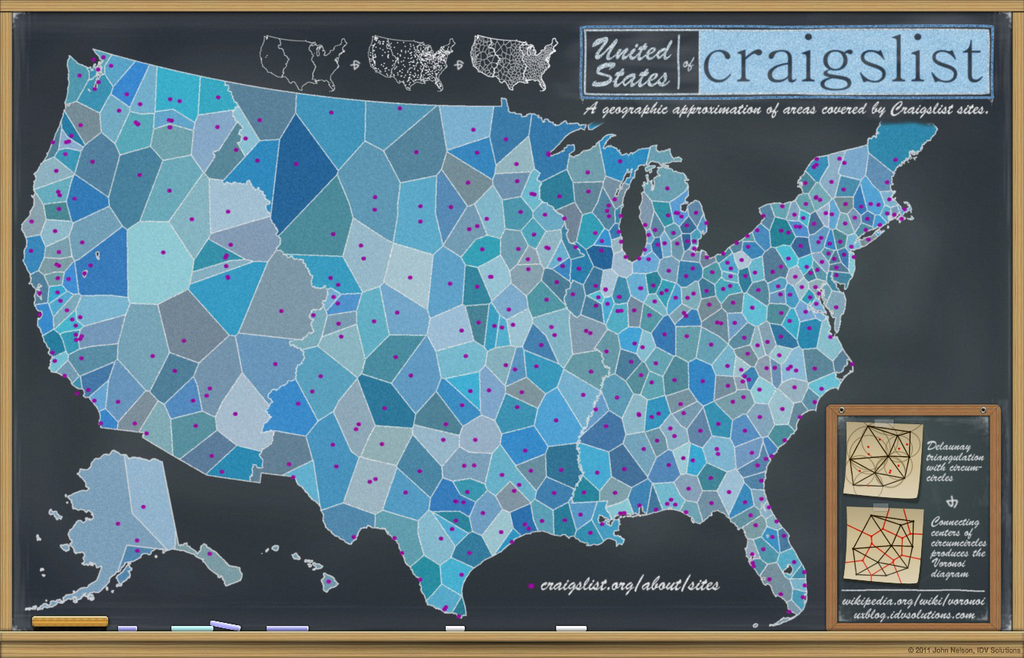 United
States
of
craigslist
A geographic approximation of areas covered by Craigslist sites.
Delaunay
triangulation
with circum-
circles
Connecting
centers of
circumcircles
produces the
Voronoi
diagram
craigslist.org/about/sites
wikipedia.org/wiki/voronoi
uxblog.idvsolutions.com
© 2011 John Nelson, IDV Solutions